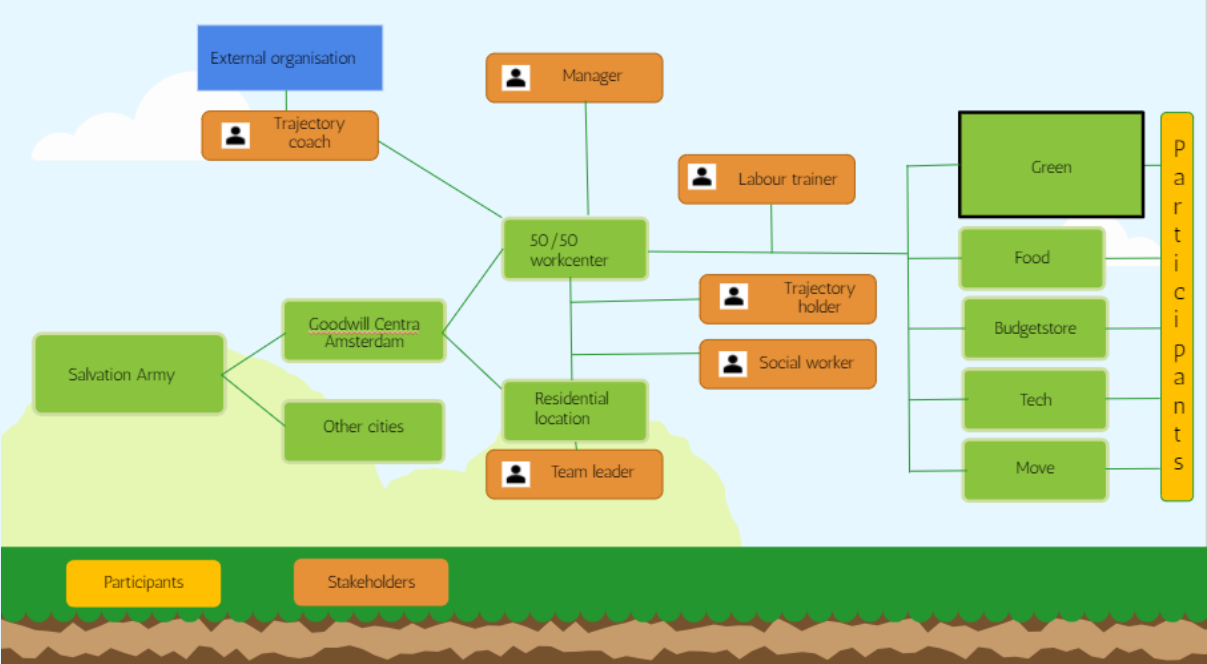 External organisation
Manager
Trajectory
coach
Labour trainer
Green
50/50
workcenter
Food
Trajectory
holder
Goodwill Centra
Amsterdam
Budgetstore
Salvation Army
Social worker
Residential
location
Tech
Other cities
Team leader
Move
Participants
Participants
Stakeholders